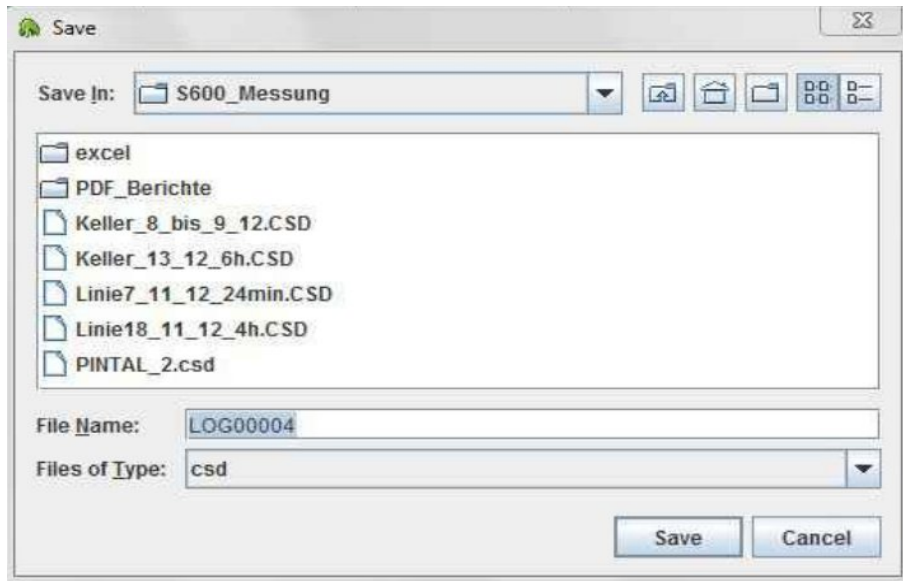 Save
Save In: S600_Messung
excel
PDF_Berichte
Keller_8_bis_9_12.CSD
Keller_13_12_6h.CSD
Linie7_11_12_24min.CSD
Linie18_11_12_4h.CSD
PINTAL_2.csd
File Name: LOG00004
Files of Type: csd
Save Cancel